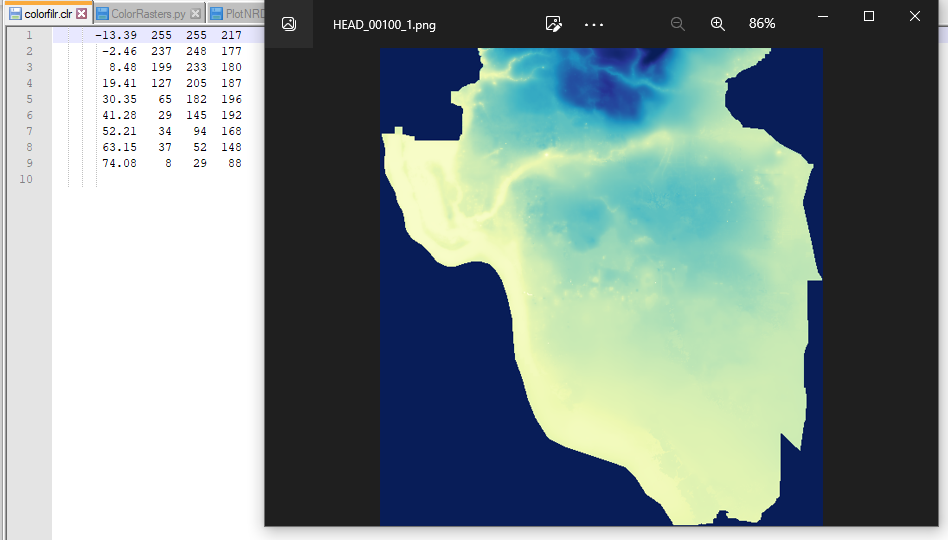 colorfilr.clr ColorRasters.py PlotNRD
HEAD_00100_1.png ... 86%
1 -13.39 255 255 217
2 -2.46 237 248 177
3 8.48 199 233 180
4 19.41 127 205 187
5 30.35 65 182 196
6 41.28 29 145 192
7 52.21 34 94 168
8 63.15 37 52 148
9 74.08 8 29 88
10